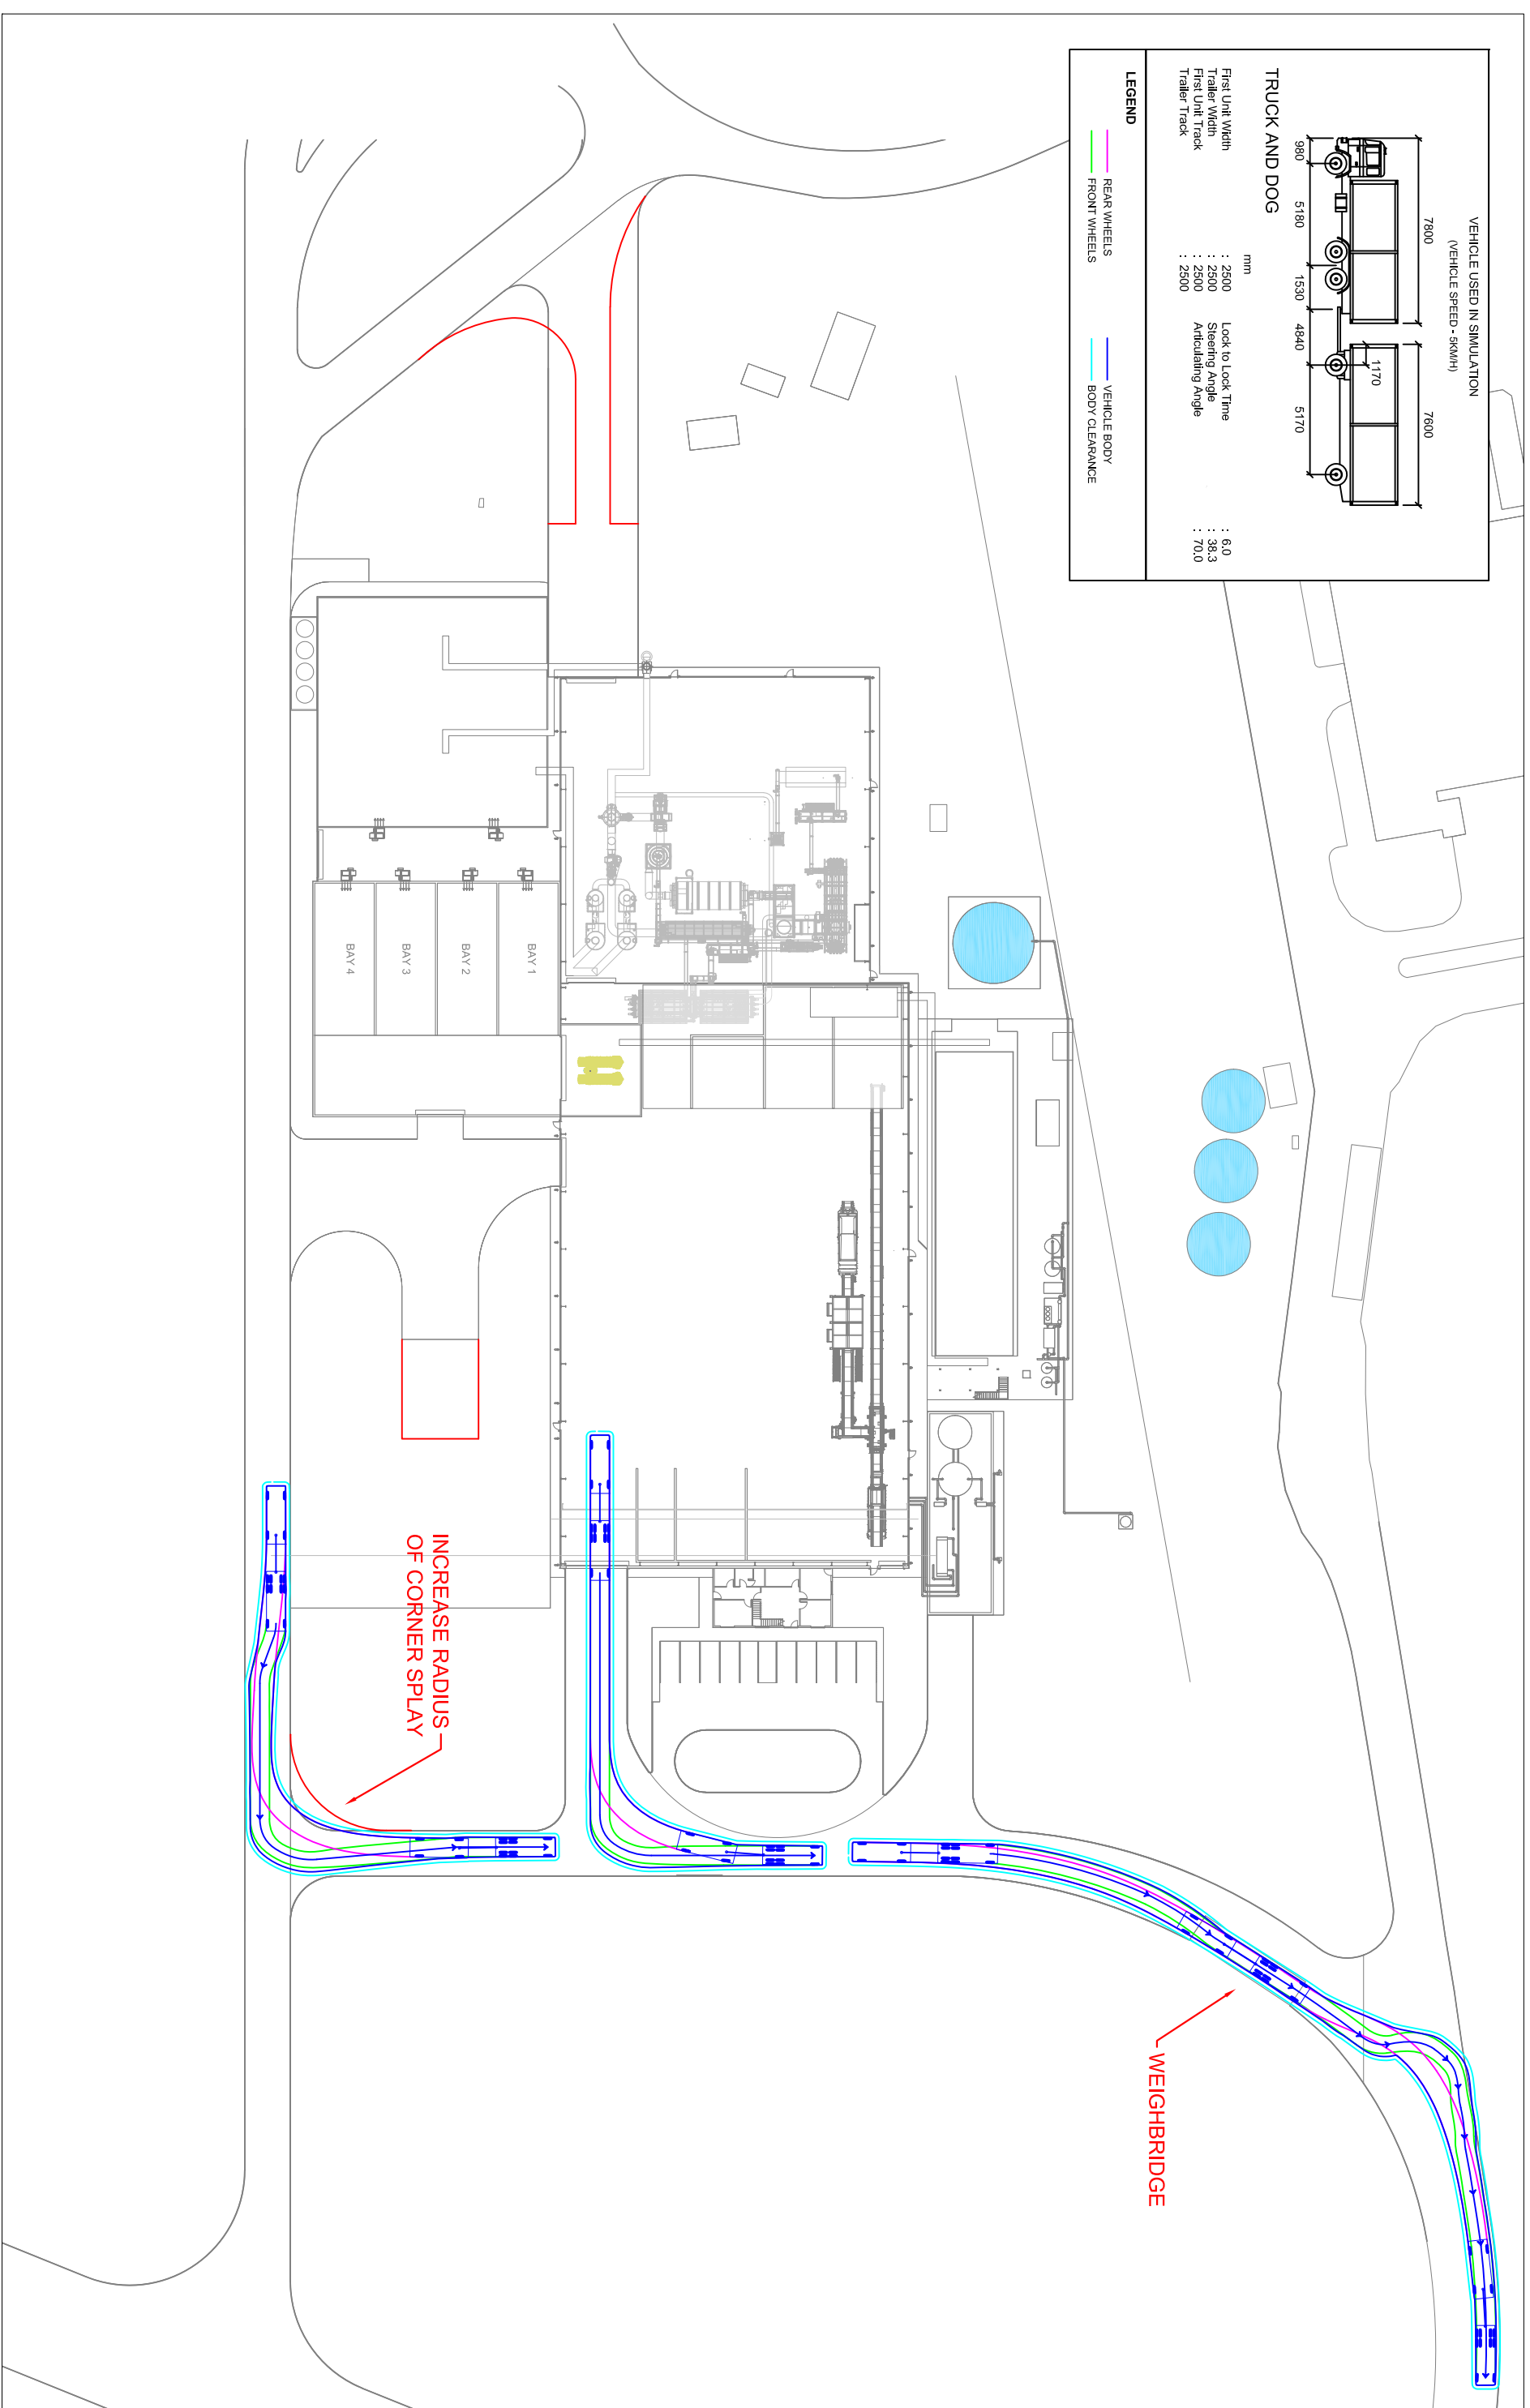 VEHICLE USED IN SIMULATION
(VEHICLE SPEED - 5KM/H)
7800
7600
1170
980
5180
1530
4840
5170
TRUCK AND DOG
mm
First Unit Width : 2500
Trailer Width : 2500
First Unit Track : 2500
Trailer Track : 2500
Lock to Lock Time : 6.0
Steering Angle : 38.3
Articulating Angle : 70.0
LEGEND
REAR WHEELS
FRONT WHEELS
VEHICLE BODY
BODY CLEARANCE
BAY 1
BAY 2
BAY 3
BAY 4
INCREASE RADIUS
OF CORNER SPLAY
WEIGHBRIDGE